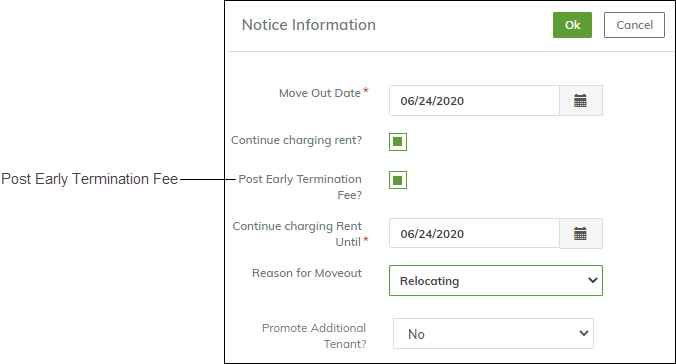 Notice Information
Ok
Cancel
Move Out Date *
06/24/2020
Continue charging rent?
Post Early Termination Fee
Post Early Termination
Fee?
Continue charging Rent
Until *
06/24/2020
Reason for Moveout
Relocating
Promote Additional
Tenant?
No